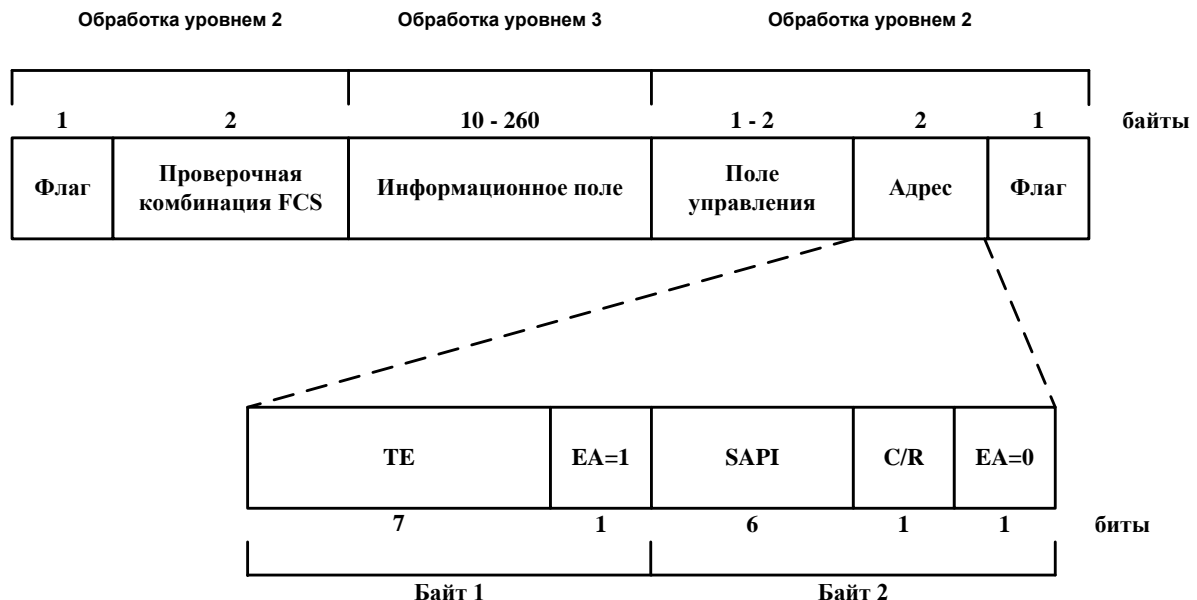 Обработка уровнем 2
Обработка уровнем 3
Обработка уровнем 2
1
2
10 - 260
1 - 2
2
1
байты
Флаг
Проверочная
комбинация FCS
Информационное поле
Поле
управления
Адрес
Флаг
TE
EA=1
SAPI
C/R
EA=0
7
1
6
1
1
биты
Байт 1
Байт 2